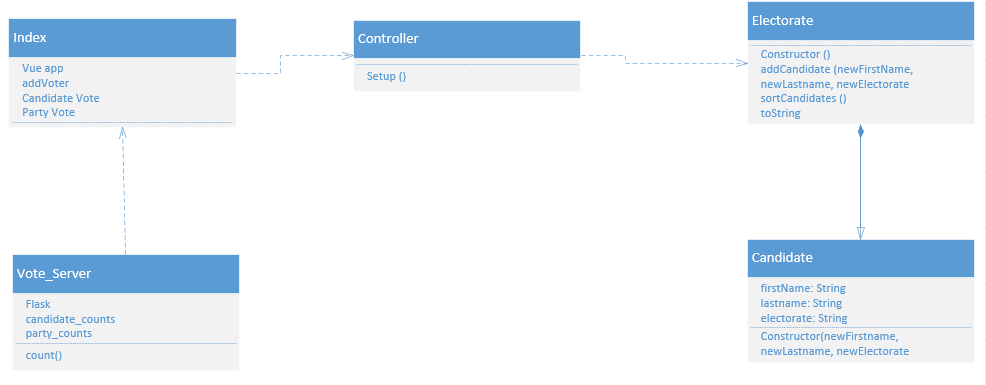 Index
Vue app
addVoter
Candidate Vote
Party Vote
Controller
Setup ()
Electorate
Constructor ()
addCandidate (newFirstName,
newLastname, newElectorate
sortCandidates ()
toString
Vote_Server
Flask
candidate_counts
party_counts
count()
Candidate
firstName: String
lastname: String
electorate: String
Constructor(newFirstname,
newLastname, newElectorate